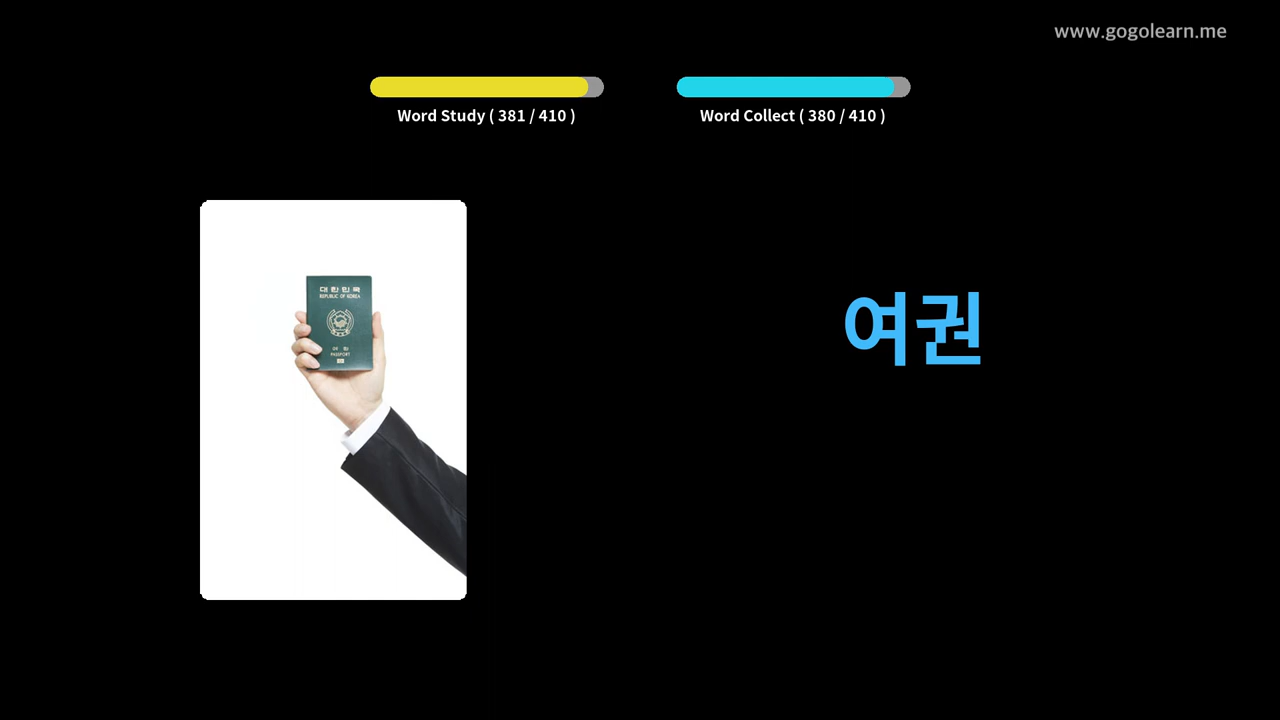 www.gogolearn.me
Word Study ( 381 / 410 )
Word Collect ( 380 / 410 )
대한민국
REPUBLIC OF KOREA
여권
여 권
PASSPORT